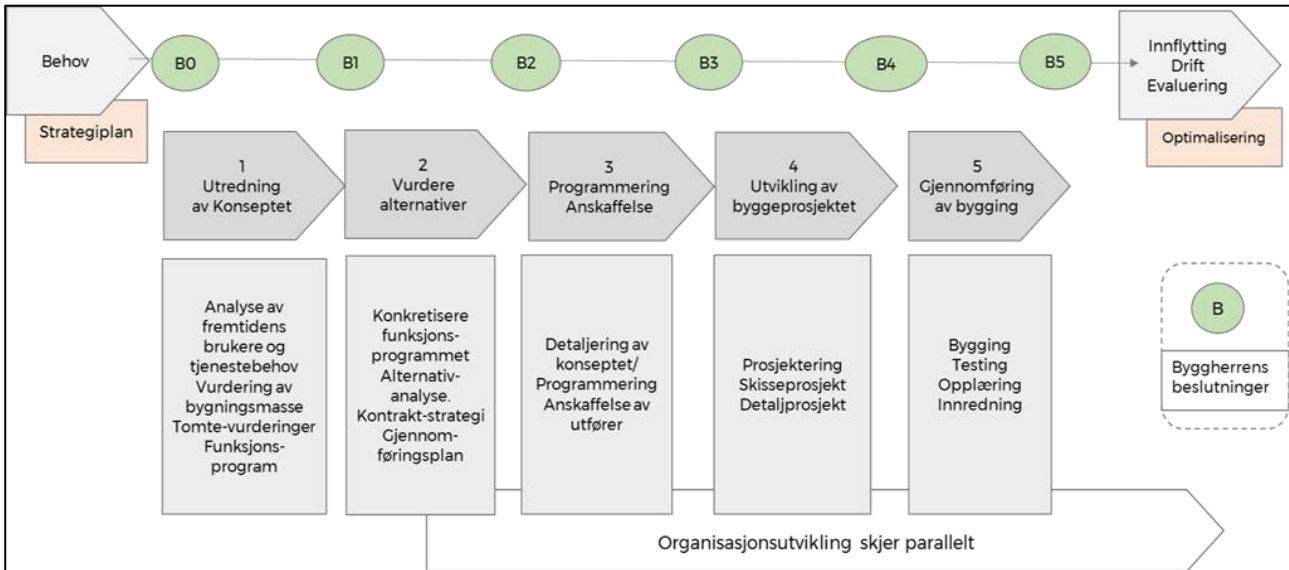 Behov
B0
B1
B2
B3
B4
B5
Innflytting
Drift
Evaluering
Strategiplan
Optimalisering
1
Utredning
av Konseptet
2
Vurdere
alternativer
3
Programmering
Anskaffelse
4
Utvikling av
byggeprosjektet
5
Gjennomføring
av bygging
Analyse av
fremtidens
brukere og
tjenestebehov
Vurdering av
bygningsmasse
Tomte-vurderinger
Funksjons-
program
Konkretisere
funksjons-
programmet
Alternativ-
analyse.
Kontrakt-strategi
Gjennom-
føringsplan
Detaljering av
konseptet/
Programmering
Anskaffelse av
utfører
Prosjektering
Skisseprosjekt
Detaljprosjekt
Bygging
Testing
Opplæring
Innredning
B
Byggherrens
beslutninger
Organisasjonsutvikling skjer parallelt